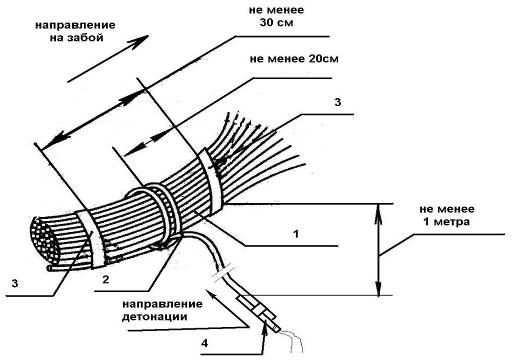 не менее
30 см
направление
на забой
не менее 20см
3
не менее
1 метра
1
3
2
направление
детонации
4